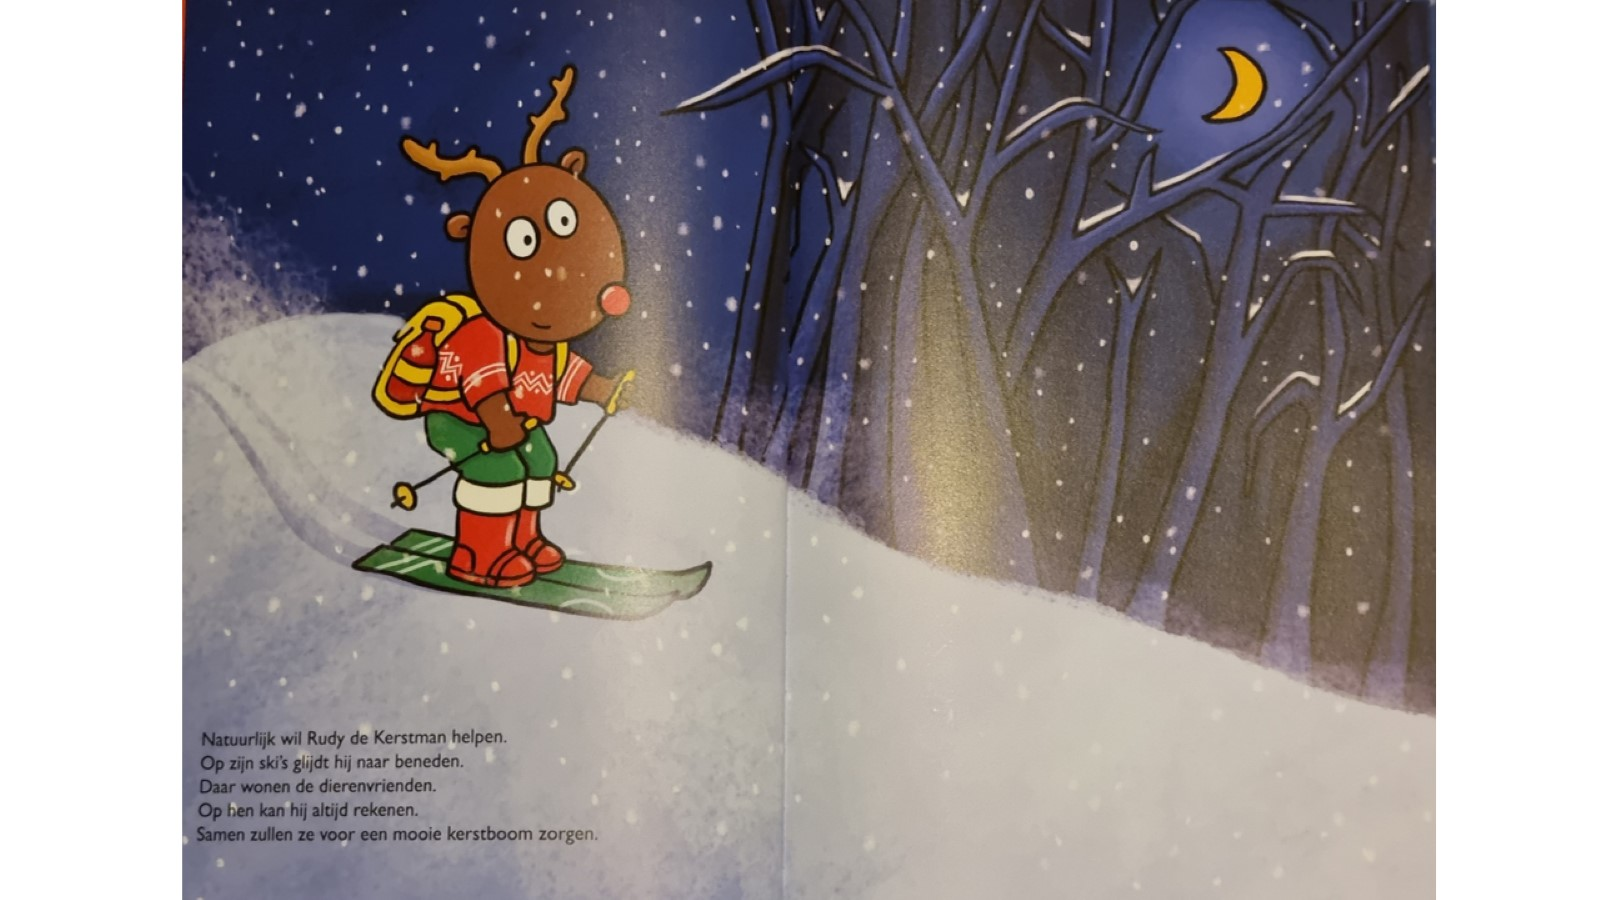 Natuurlijk wil Rudy de Kerstman helpen.
Op zijn ski's glijdt hij naar beneden.
Daar wonen de dierenvrienden.
Op hen kan hij altijd rekenen.
Samen zullen ze voor een mooie kerstboom zorgen.